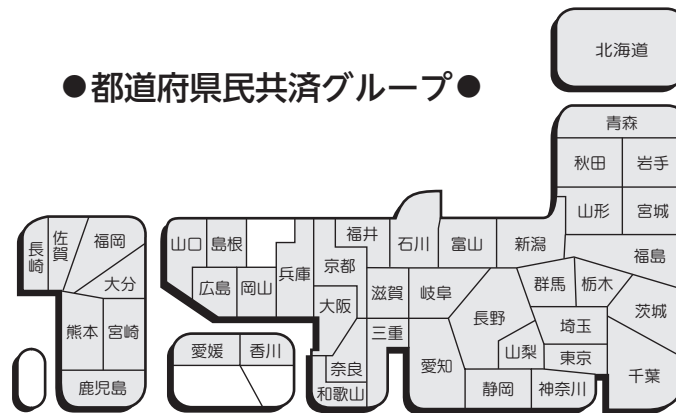 ●都道府県民共済グループ●
北海道
青森
秋田
岩手
山形
宮城
福島
山口
島根
広島
岡山
兵庫
京都
福井
石川
富山
新潟
群馬
栃木
茨城
大阪
滋賀
岐阜
長野
埼玉
山梨
東京
千葉
三重
愛知
奈良
和歌山
静岡
神奈川
愛媛
香川
長崎
佐賀
福岡
大分
熊本
宮崎
鹿児島